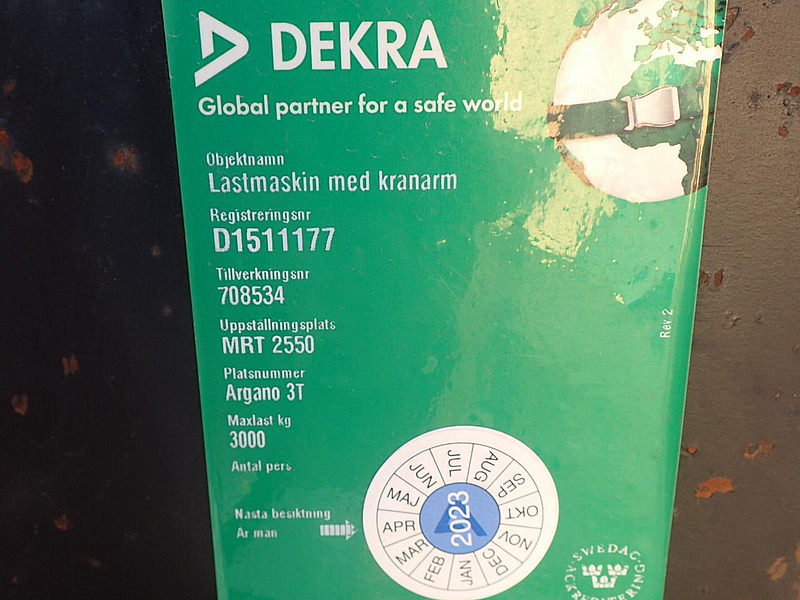 DEKRA
Global partner for a safe world
Objektnamn
Lastmaskin med kranarm
Registreringsnr
D1511177
Tillverkningsnr
708534
Uppställningsplats
MRT 2550
Platsnummer
Argano 3T
Maxlast kg
3000
Antal pers
Nästa besiktning
År mån
2023
JAN
FEB
MAR
APR
MAJ
JUN
JUL
AUG
SEP
OKT
NOV
DEC
Rev 2
SWEDAC
ACKREDITERING